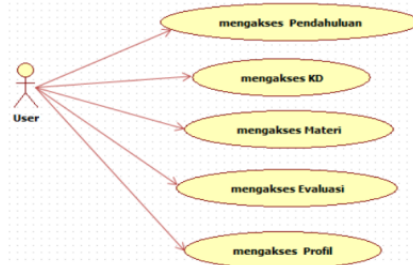 mengakses Pendahuluan
mengakses KD
User
mengakses Materi
mengakses Evaluasi
mengakses Profil